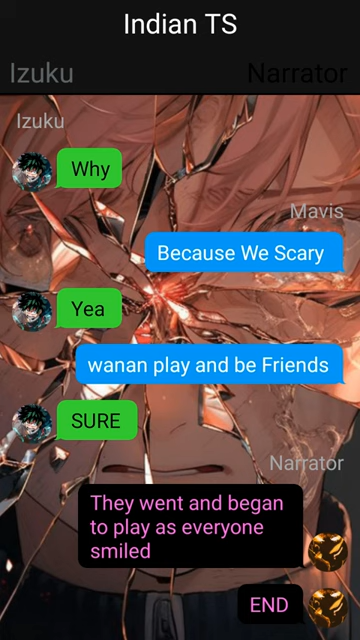 Indian TS
Izuku Narrator
Izuku
Why
Mavis
Because We Scary
Yea
wanan play and be Friends
SURE
Narrator
They went and began
to play as everyone
smiled
END